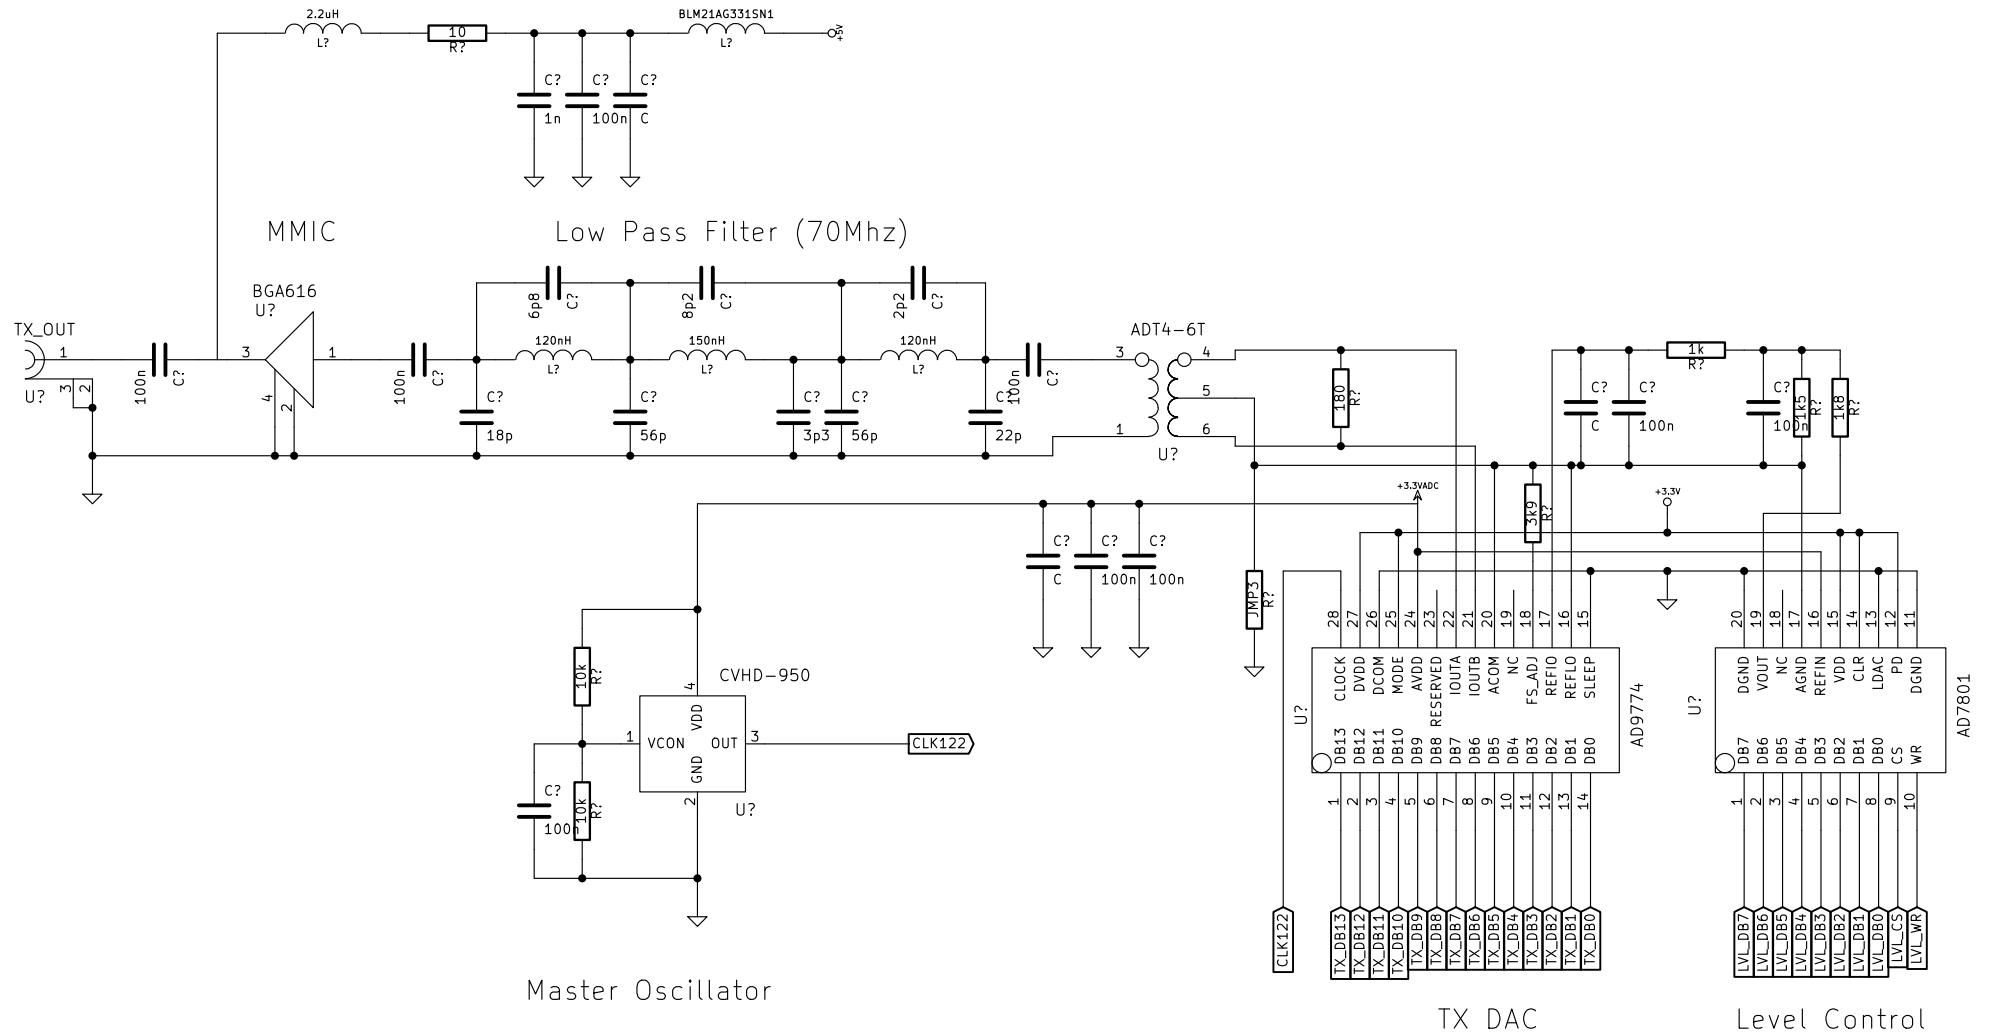 2.2uH
L?
10
R?
BLM21AG331SN1
L?
+5V
C?
1n
C?
100n
C?
C
MMIC
Low Pass Filter (70Mhz)
BGA616
U?
TX_OUT
1
3
2
U?
100n
C?
3
1
4
2
100n
C?
6p8
C?
8p2
C?
2p2
C?
120nH
L?
150nH
L?
120nH
L?
C?
18p
C?
56p
C?
3p3
C?
56p
C?
22p
100n
C?
ADT4-6T
3
4
5
1
6
U?
180
R?
1k
R?
C?
C
C?
100n
C?
100n
1k5
R?
1k8
R?
+3.3VADC
3k9
R?
+3.3V
C?
C
C?
100n
C?
100n
JMP3
R?
10k
R?
CVHD-950
4
VDD
1
VCON
OUT
3
GND
2
U?
CLK122
C?
100n
10k
R?
28
27
26
25
24
23
22
21
20
19
18
17
16
15
CLOCK
DVDD
DCOM
MODE
AVDD
RESERVED
IOUTA
IOUTB
ACOM
NC
FS_ADJ
REFIO
REFLO
SLEEP
U?
AD9774
DB13
DB12
DB11
DB10
DB9
DB8
DB7
DB6
DB5
DB4
DB3
DB2
DB1
DB0
1
2
3
4
5
6
7
8
9
10
11
12
13
14
CLK122
TX_DB13
TX_DB12
TX_DB11
TX_DB10
TX_DB9
TX_DB8
TX_DB7
TX_DB6
TX_DB5
TX_DB4
TX_DB3
TX_DB2
TX_DB1
TX_DB0
20
19
18
17
16
15
14
13
12
11
DGND
VOUT
NC
AGND
REFIN
VDD
CLR
LDAC
PD
DGND
U?
AD7801
DB7
DB6
DB5
DB4
DB3
DB2
DB1
DB0
CS
WR
1
2
3
4
5
6
7
8
9
10
LVL_DB7
LVL_DB6
LVL_DB5
LVL_DB4
LVL_DB3
LVL_DB2
LVL_DB1
LVL_DB0
LVL_CS
LVL_WR
Master Oscillator
TX DAC
Level Control